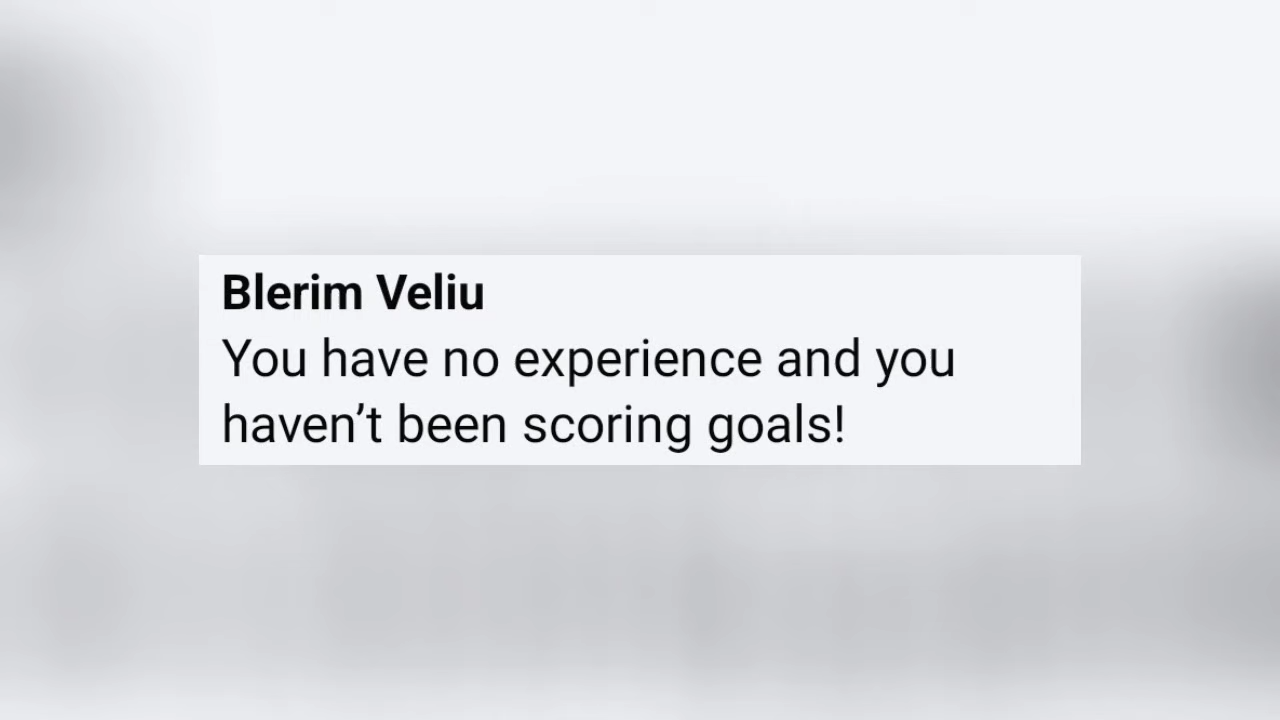 Blerim Veliu
You have no experience and you
haven’t been scoring goals!